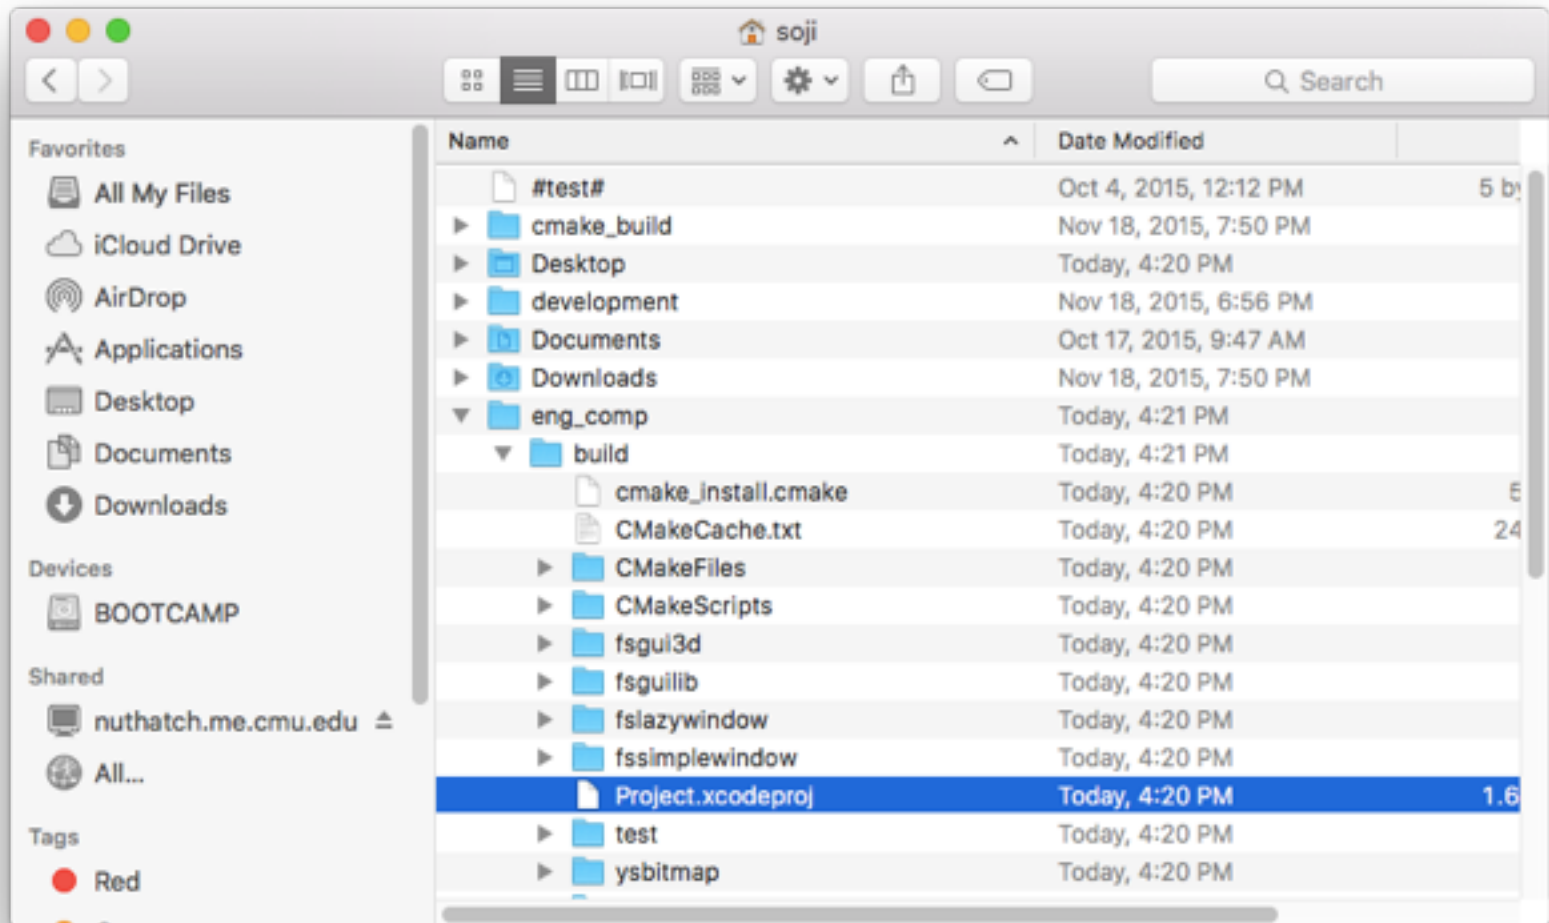 soji
Search
Favorites
All My Files
iCloud Drive
AirDrop
Applications
Desktop
Documents
Downloads
Devices
BOOTCAMP
Shared
nuthatch.me.cmu.edu
All...
Tags
Red
Name Date Modified
#test# Oct 4, 2015, 12:12 PM 5
cmake_build Nov 18, 2015, 7:50 PM
Desktop Today, 4:20 PM
development Nov 18, 2015, 6:56 PM
Documents Oct 17, 2015, 9:47 AM
Downloads Nov 18, 2015, 7:50 PM
eng_comp Today, 4:21 PM
build Today, 4:21 PM
cmake_install.cmake Today, 4:20 PM
CMakeCache.txt Today, 4:20 PM 24
CMakeFiles Today, 4:20 PM
CMakeScripts Today, 4:20 PM
fsgui3d Today, 4:20 PM
fsguilib Today, 4:20 PM
fslazywindow Today, 4:20 PM
fssimplewindow Today, 4:20 PM
Project.xcodeproj Today, 4:20 PM 1.6
test Today, 4:20 PM
ysbitmap Today, 4:20 PM